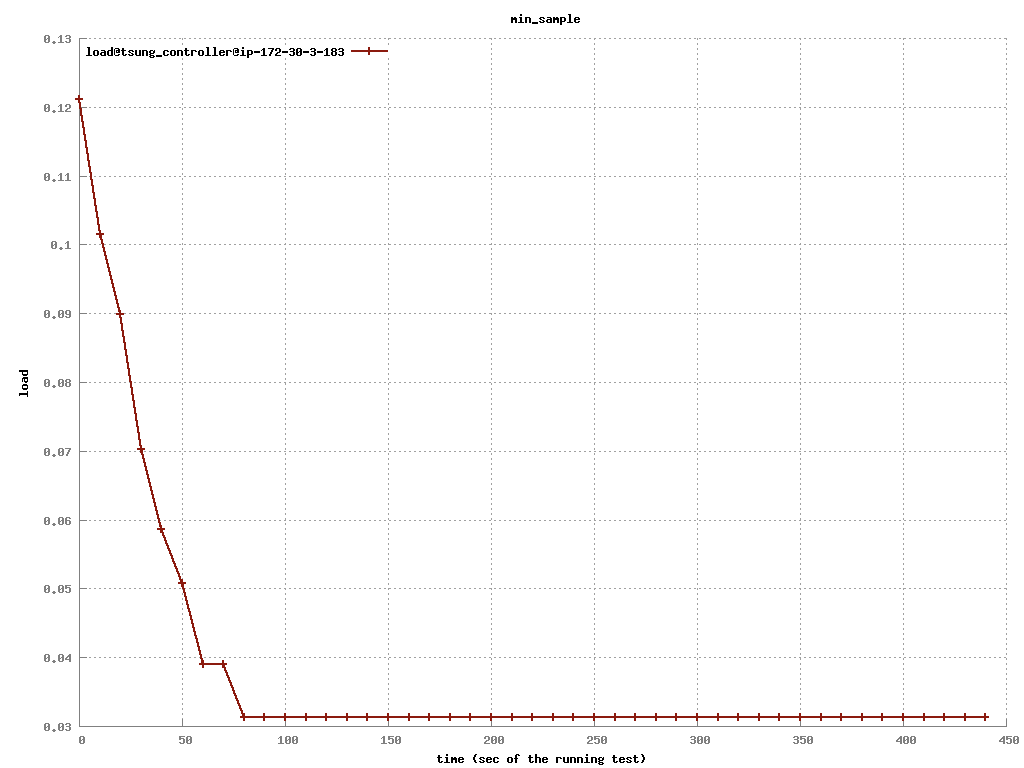 min_sample
load@tsung_controller@ip-172-30-3-183
0.13
0.12
0.11
0.1
0.09
0.08
0.07
0.06
0.05
0.04
0.03
load
0 50 100 150 200 250 300 350 400 450
time (sec of the running test)